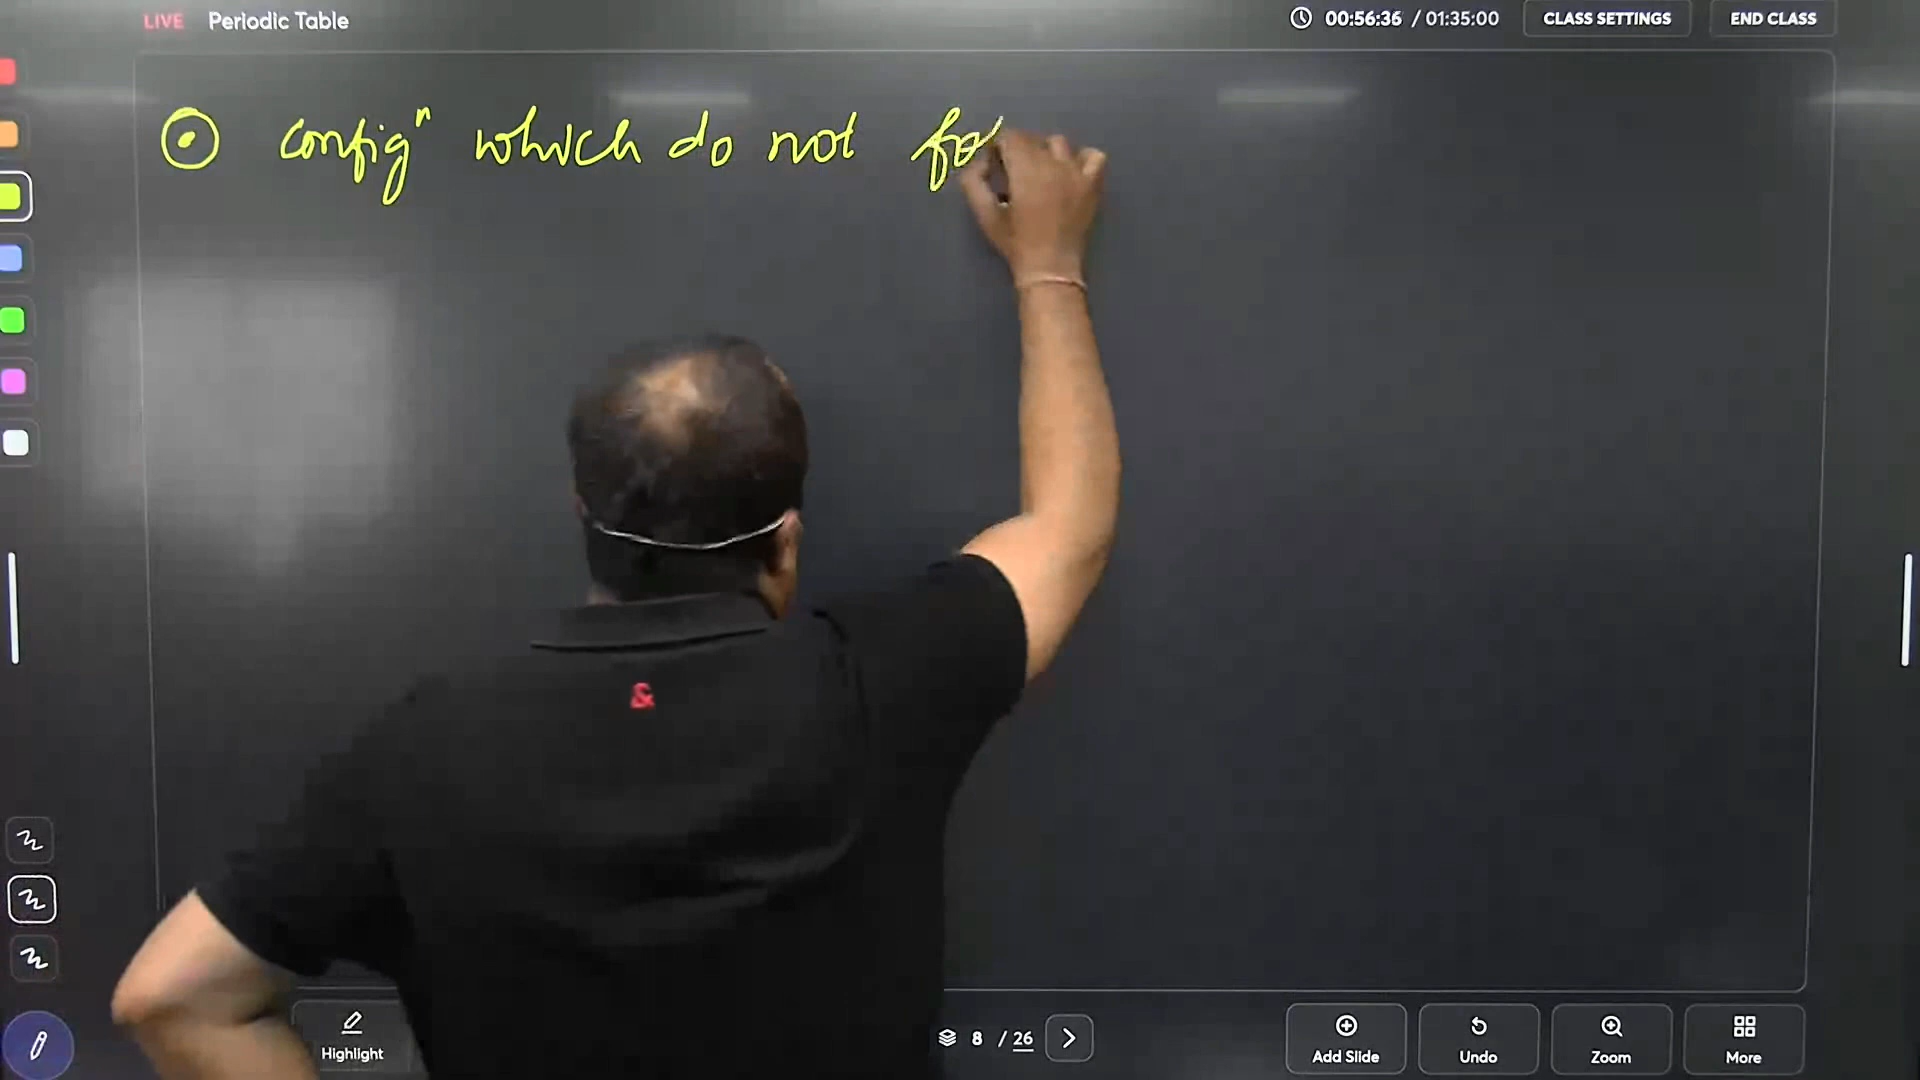 LIVE Periodic Table
00:56:36 / 01:35:00 CLASS SETTINGS END CLASS
configⁿ which do not
&
Highlight
8 / 26
Add Slide
Undo
Zoom
More